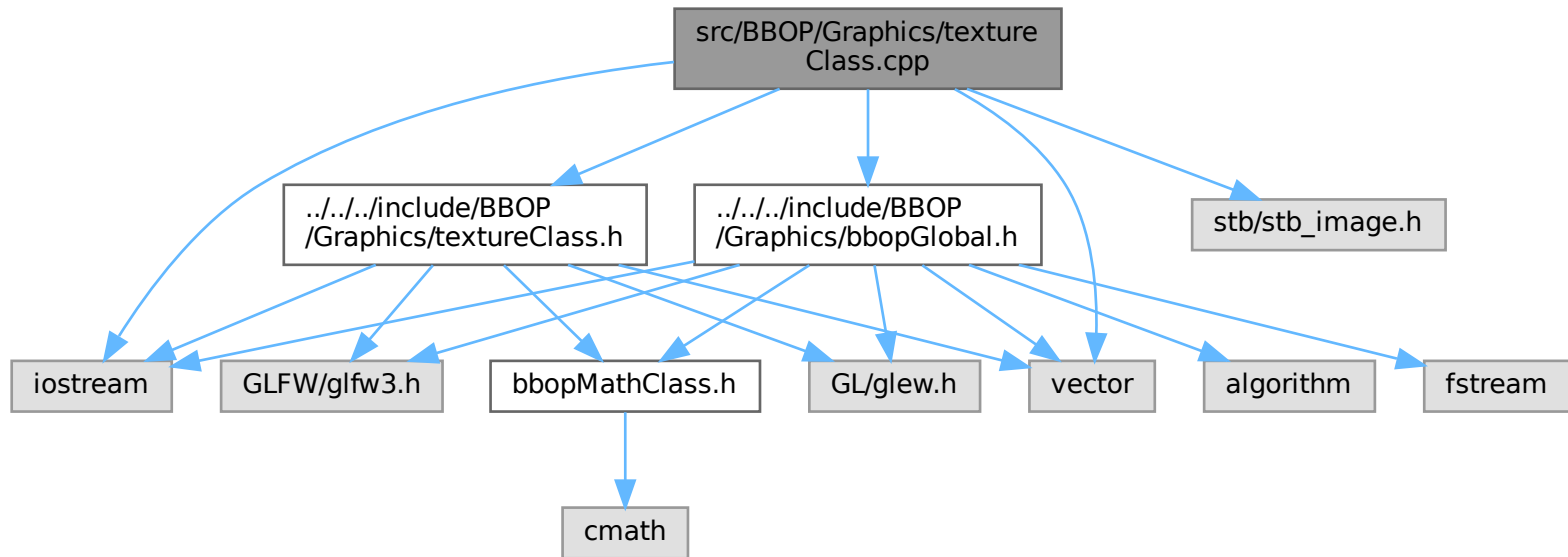 src/BBOP/Graphics/texture
Class.cpp
../../../include/BBOP
/Graphics/textureClass.h
../../../include/BBOP
/Graphics/bbopGlobal.h
stb/stb_image.h
iostream
GLFW/glfw3.h
bbopMathClass.h
GL/glew.h
vector
algorithm
fstream
cmath